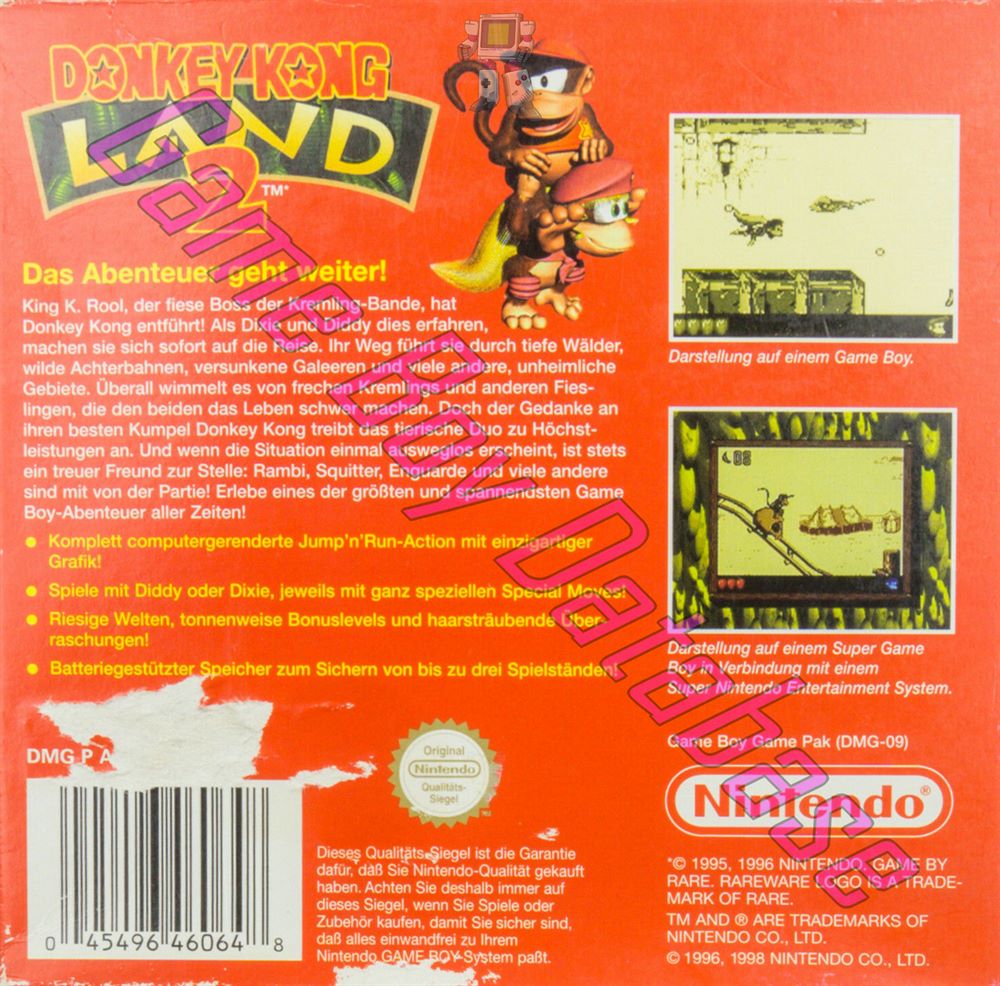 DONKEY KONG
LAND
2 ™*
Das Abenteuer geht weiter!
King K. Rool, der fiese Boss der Kremling-Bande, hat
Donkey Kong entführt! Als Dixie und Diddy dies erfahren,
machen sie sich sofort auf die Reise. Ihr Weg führt sie durch tiefe Wälder,
wilde Achterbahnen, versunkene Galeeren und viele andere, unheimliche
Gebiete. Überall wimmelt es von frechen Kremlings und anderen Fies-
lingen, die den beiden das Leben schwer machen. Doch der Gedanke an
ihren besten Kumpel Donkey Kong treibt das tierische Duo zu Höchst-
leistungen an. Und wenn die Situation einmal ausweglos erscheint, ist stets
ein treuer Freund zur Stelle: Rambi, Squitter, Enguarde und viele andere
sind mit von der Partie! Erlebe eines der größten und spannendsten Game
Boy-Abenteuer aller Zeiten!
• Komplett computergerenderte Jump'n'Run-Action mit einzigartiger
Grafik!
• Spiele mit Diddy oder Dixie, jeweils mit ganz speziellen Special Moves!
• Riesige Welten, tonnenweise Bonuslevels und haarsträubende Über-
raschungen!
• Batteriegestützter Speicher zum Sichern von bis zu drei Spielständen!
Darstellung auf einem Game Boy.
08
Darstellung auf einem Super Game
Boy in Verbindung mit einem
Super Nintendo Entertainment System.
Game Boy Game Pak (DMG-09)
Nintendo®
*© 1995, 1996 NINTENDO. GAME BY
RARE. RAREWARE LOGO IS A TRADE-
MARK OF RARE.
TM AND ® ARE TRADEMARKS OF
NINTENDO CO., LTD.
© 1996, 1998 NINTENDO CO., LTD.
DMG P A
0 45496 46064 8
Original
Nintendo
Qualitäts-
Siegel
Dieses Qualitäts-Siegel ist die Garantie
dafür, daß Sie Nintendo-Qualität gekauft
haben. Achten Sie deshalb immer auf
dieses Siegel, wenn Sie Spiele oder
Zubehör kaufen, damit Sie sicher sind,
daß alles einwandfrei zu Ihrem
Nintendo GAME BOY-System paßt.
Game Boy Database